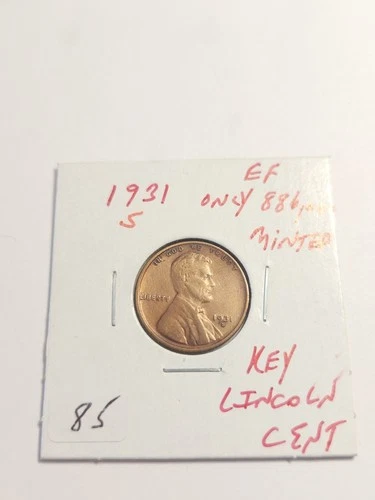 EF
1931 ONLY 886,000
S MINTED
IN GOD WE TRUST
LIBERTY
1931
S
KEY
LINCOLN
CENT
85